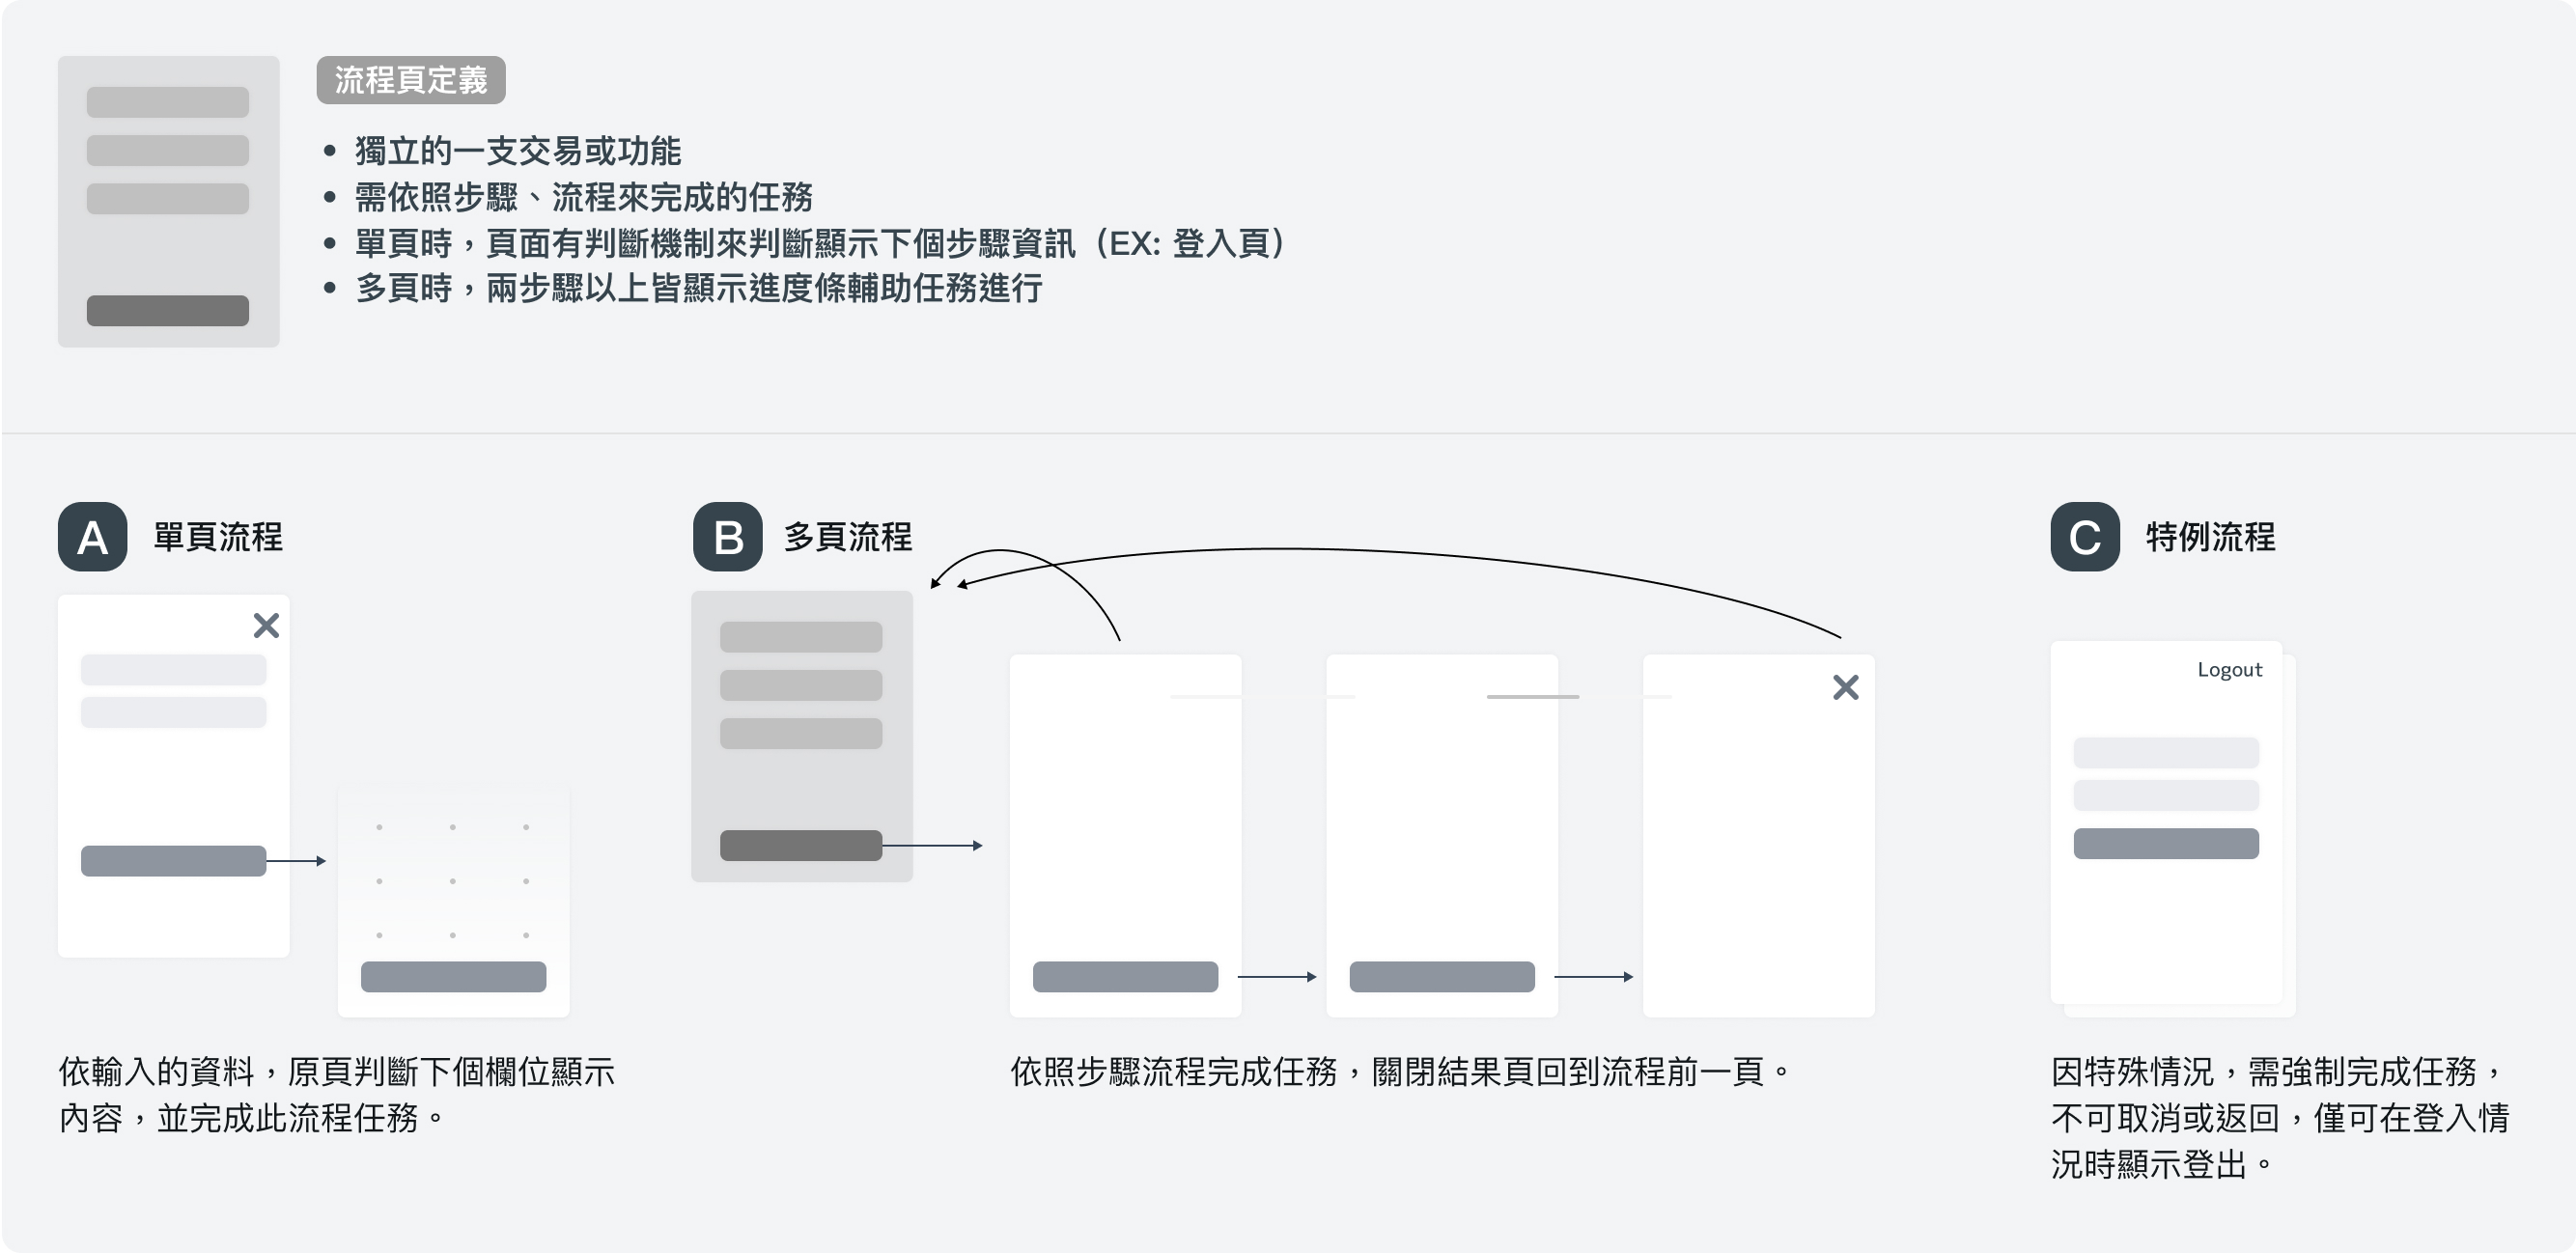 流程頁定義
• 獨立的一支交易或功能
• 需依照步驟、流程來完成的任務
• 單頁時，頁面有判斷機制來判斷顯示下個步驟資訊（EX: 登入頁）
• 多頁時，兩步驟以上皆顯示進度條輔助任務進行
A 單頁流程
依輸入的資料，原頁判斷下個欄位顯示
內容，並完成此流程任務。
B 多頁流程
依照步驟流程完成任務，關閉結果頁回到流程前一頁。
C 特例流程
Logout
因特殊情況，需強制完成任務，
不可取消或返回，僅可在登入情
況時顯示登出。